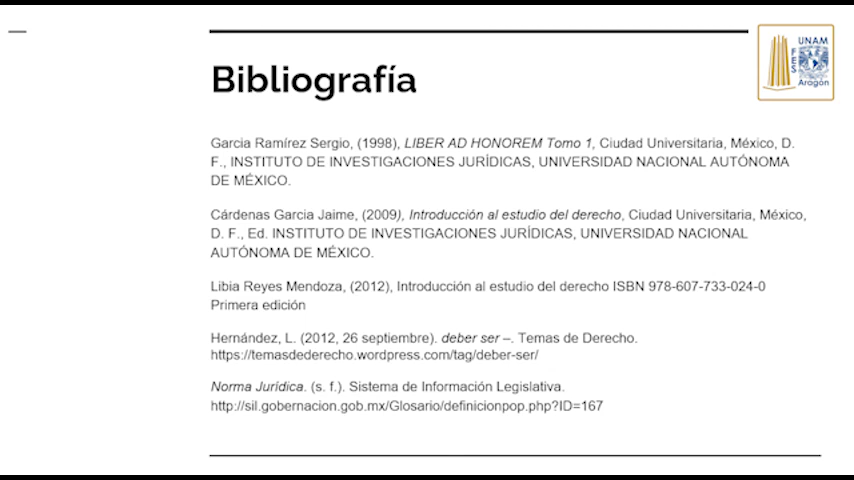 UNAM
FES
Aragón
Bibliografía
Garcia Ramírez Sergio, (1998), LIBER AD HONOREM Tomo 1, Ciudad Universitaria, México, D.
F., INSTITUTO DE INVESTIGACIONES JURÍDICAS, UNIVERSIDAD NACIONAL AUTÓNOMA
DE MÉXICO.
Cárdenas Garcia Jaime, (2009), Introducción al estudio del derecho, Ciudad Universitaria, México,
D. F., Ed. INSTITUTO DE INVESTIGACIONES JURÍDICAS, UNIVERSIDAD NACIONAL
AUTÓNOMA DE MÉXICO.
Libia Reyes Mendoza, (2012), Introducción al estudio del derecho ISBN 978-607-733-024-0
Primera edición
Hernández, L. (2012, 26 septiembre). deber ser –. Temas de Derecho.
https://temasdederecho.wordpress.com/tag/deber-ser/
Norma Jurídica. (s. f.). Sistema de Información Legislativa.
http://sil.gobernacion.gob.mx/Glosario/definicionpop.php?ID=167